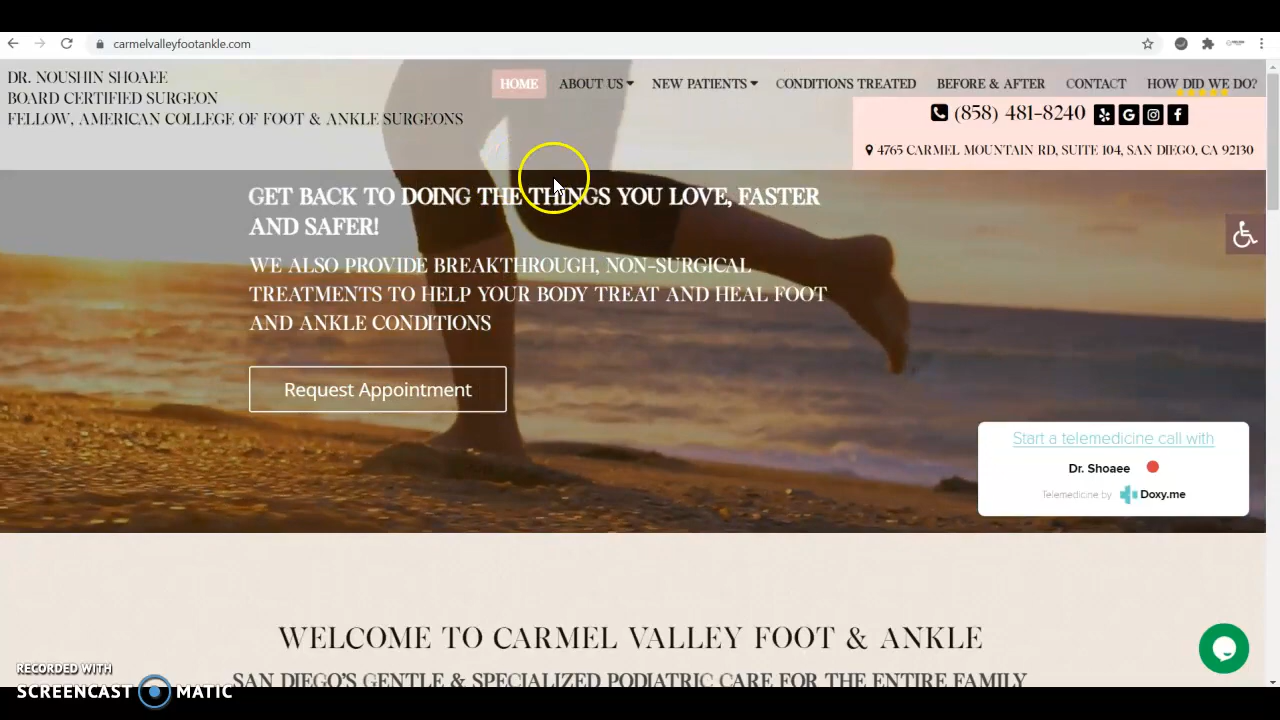 carmelvalleyfootankle.com
DR. NOUSHIN SHOAEE
BOARD CERTIFIED SURGEON
FELLOW, AMERICAN COLLEGE OF FOOT & ANKLE SURGEONS
HOME ABOUT US NEW PATIENTS CONDITIONS TREATED BEFORE & AFTER CONTACT HOW DID WE DO?
(858) 481-8240
4765 CARMEL MOUNTAIN RD, SUITE 104, SAN DIEGO, CA 92130
GET BACK TO DOING THE THINGS YOU LOVE, FASTER
AND SAFER!
WE ALSO PROVIDE BREAKTHROUGH, NON-SURGICAL
TREATMENTS TO HELP YOUR BODY TREAT AND HEAL FOOT
AND ANKLE CONDITIONS
Request Appointment
Start a telemedicine call with
Dr. Shoaee
Telemedicine by Doxy.me
WELCOME TO CARMEL VALLEY FOOT & ANKLE
SAN DIEGO'S GENTLE & SPECIALIZED PODIATRIC CARE FOR THE ENTIRE FAMILY
RECORDED WITH
SCREENCAST MATIC